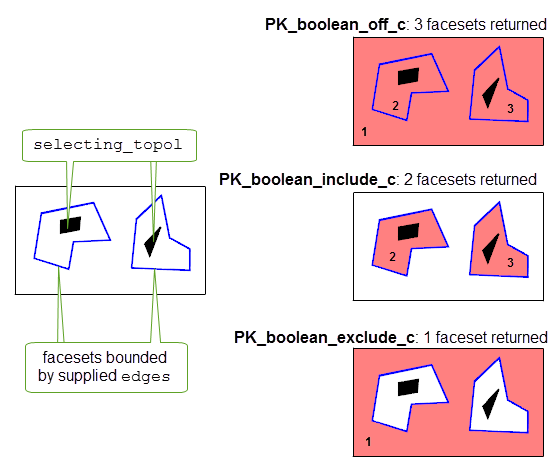 PK_boolean_off_c: 3 facesets returned
2
3
1
selecting_topol
PK_boolean_include_c: 2 facesets returned
2
3
PK_boolean_exclude_c: 1 faceset returned
facesets bounded
by supplied edges
1